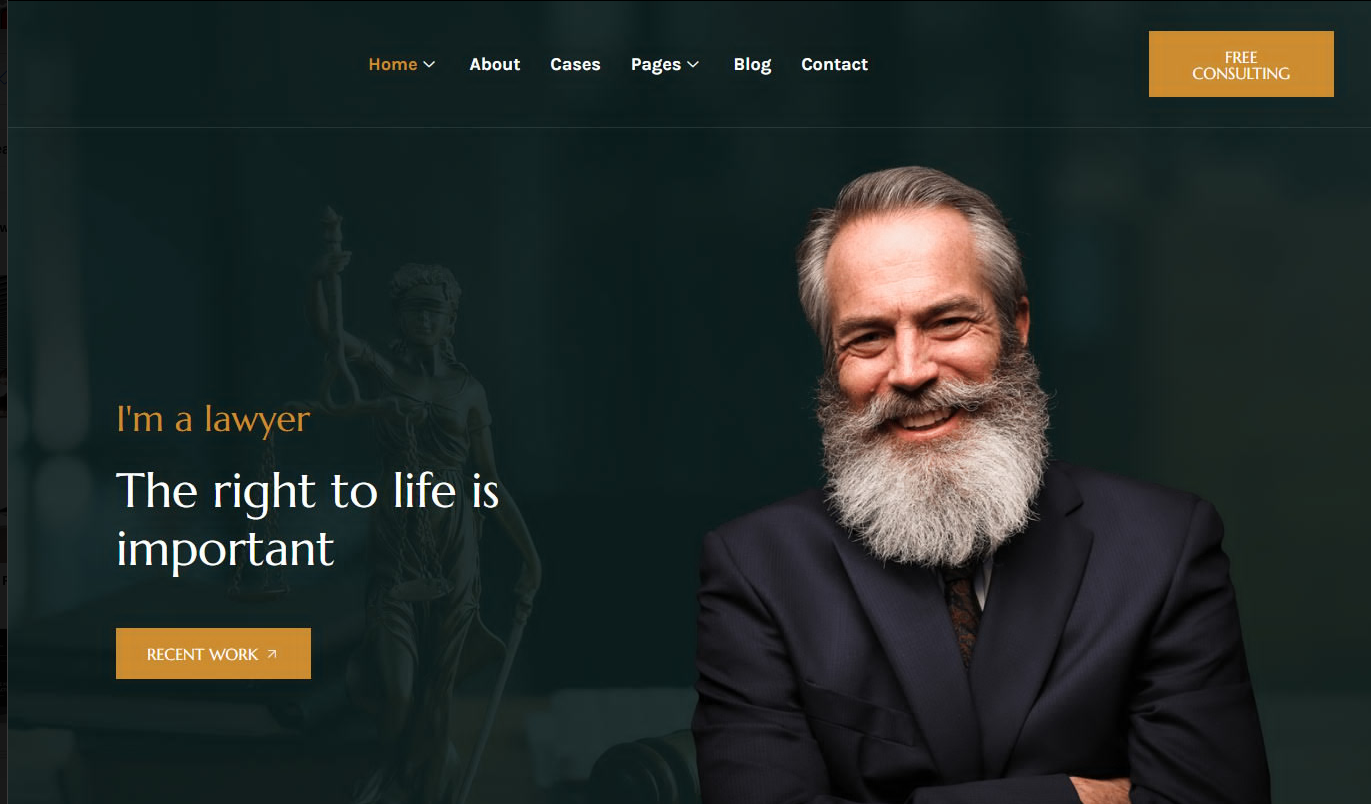 Home About Cases Pages Blog Contact
FREE
CONSULTING
I'm a lawyer
The right to life is
important
RECENT WORK